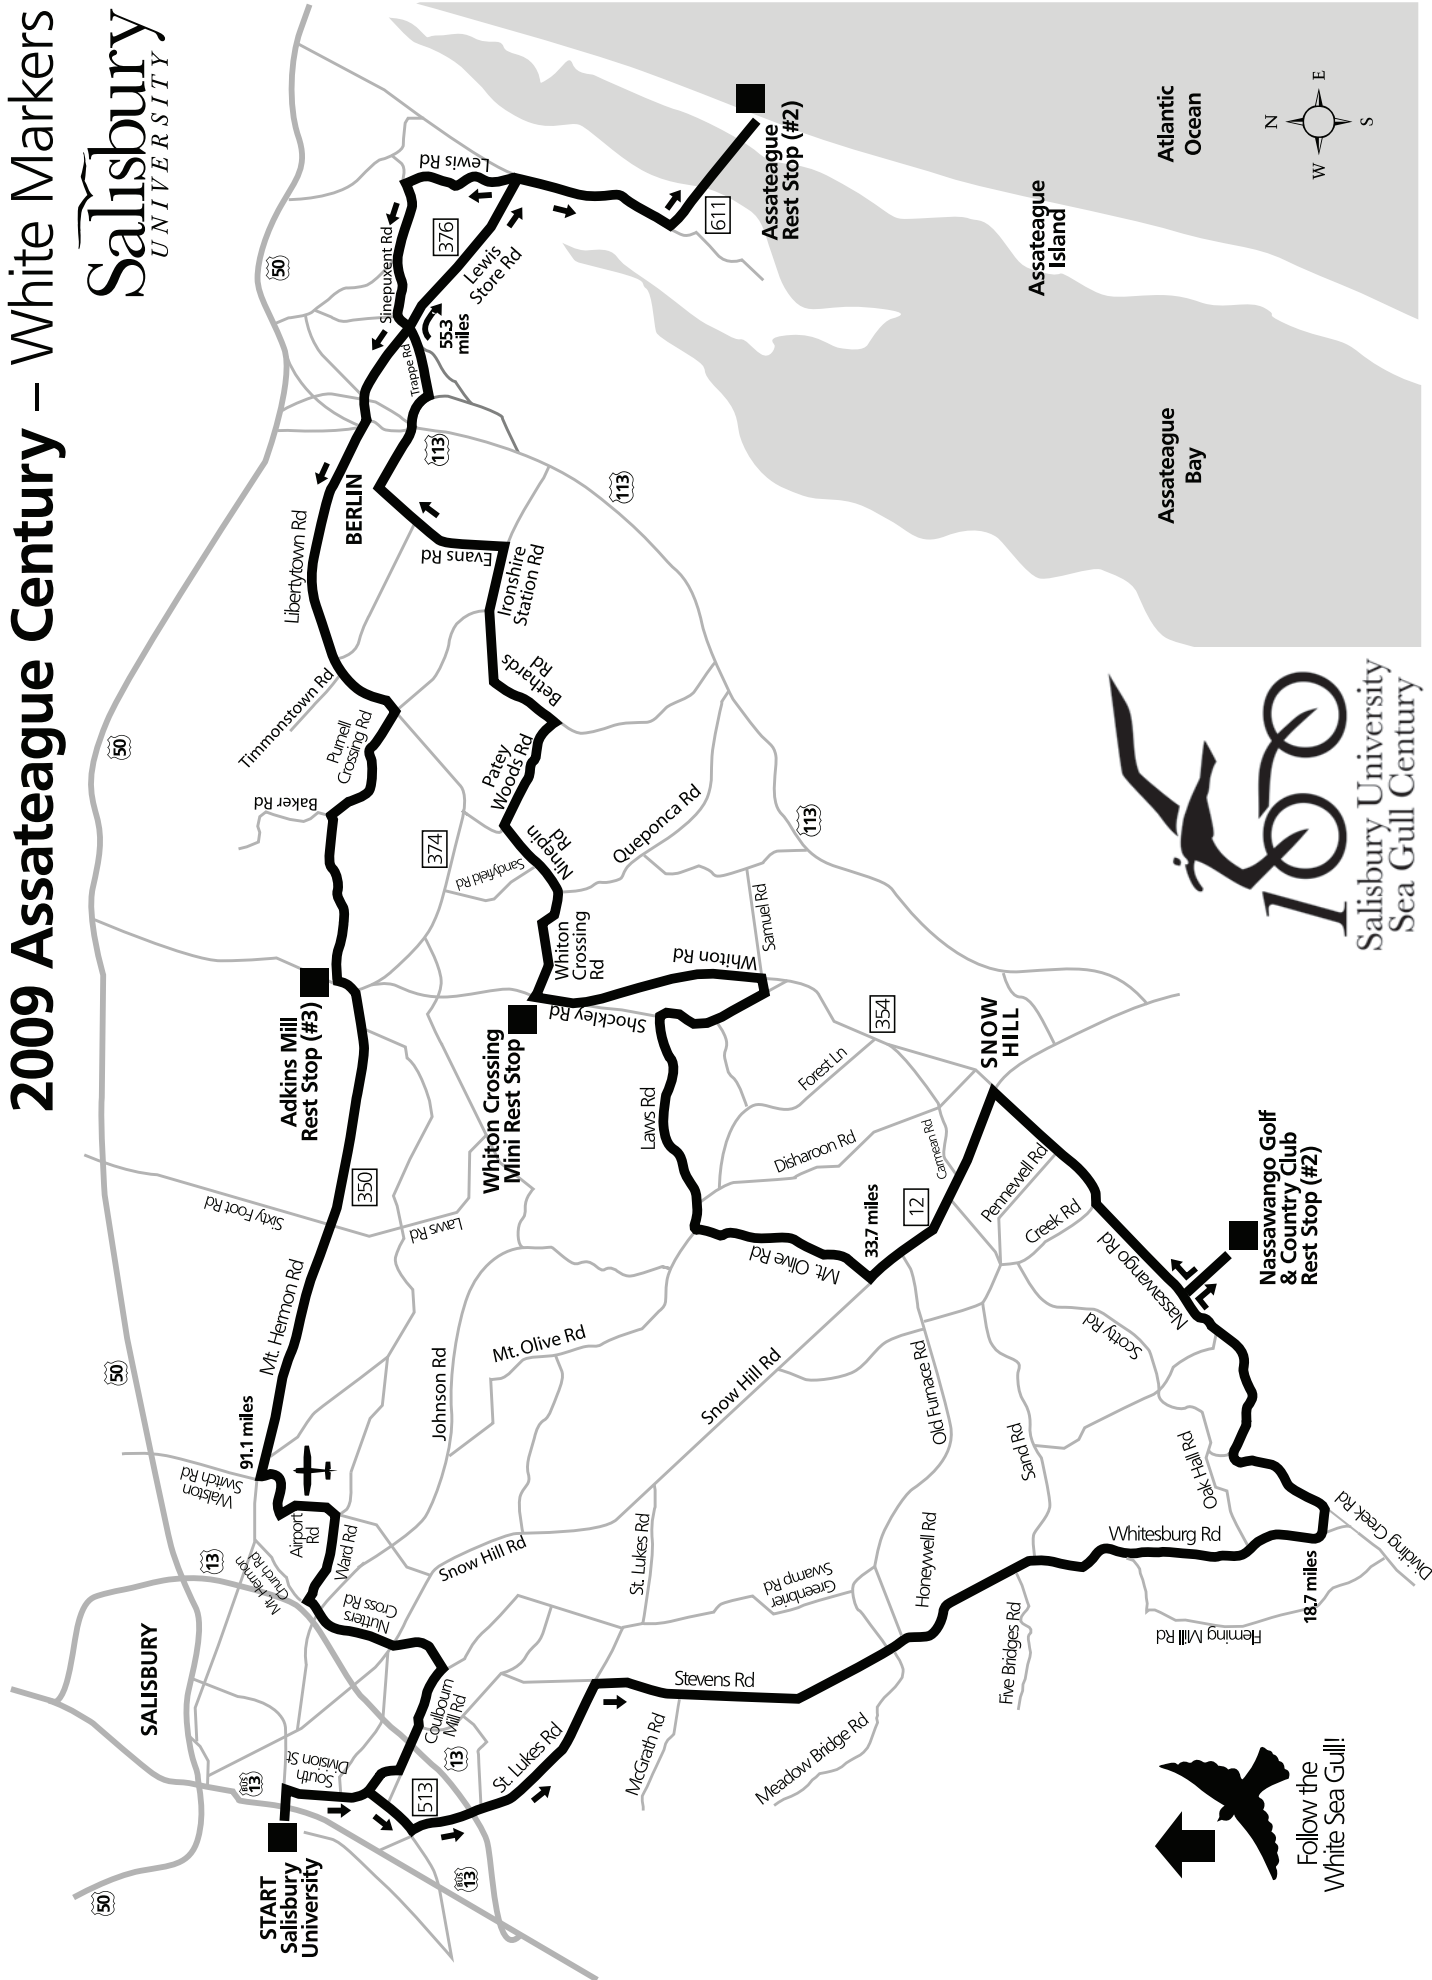 2009 Assateague Century – White Markers
Salisbury
UNIVERSITY
50
SALISBURY
13
50
50
50
BUS
13
START
Salisbury
University
South
Division St
513
BUS
13
13
Coulbourn
Mill Rd
Nutters
Cross Rd
Mt. Hermon
Church Rd
Ward Rd
Airport
Rd
Walston
Switch Rd
91.1 miles
Mt. Hermon Rd
Sixty Foot Rd
350
Laws Rd
Adkins Mill
Rest Stop (#3)
Baker Rd
Purnell
Crossing Rd
Timmonstown Rd
Libertytown Rd
BERLIN
374
Sandyfield Rd
Evans Rd
113
Trappe Rd
Sinepuxent Rd
376
55.3
miles
Lewis
Store Rd
Lewis Rd
611
Assateague
Rest Stop (#2)
Ironshire
Station Rd
Bethards
Rd
Patey
Woods Rd
Ninepin
Rd
Queponca Rd
113
113
Whiton
Crossing
Rd
Whiton Crossing
Mini Rest Stop
Shockley Rd
Whiton Rd
Samuel Rd
354
Laws Rd
Forest Ln
Disharoon Rd
Camean Rd
SNOW
HILL
12
33.7 miles
Mt. Olive Rd
Mt. Olive Rd
Johnson Rd
Snow Hill Rd
Snow Hill Rd
St. Lukes Rd
St. Lukes Rd
Stevens Rd
McGrath Rd
Meadow Bridge Rd
Greenbrier
Swamp Rd
Honeywell Rd
Old Furnace Rd
Sand Rd
Five Bridges Rd
Pennewell Rd
Creek Rd
Nassawango Rd
Scotty Rd
Oak Hall Rd
Whitesburg Rd
Fleming Mill Rd
18.7 miles
Dividing Creek Rd
Nassawango Golf
& Country Club
Rest Stop (#2)
Assateague
Bay
Assateague
Island
Atlantic
Ocean
N
W
E
S
Follow the
White Sea Gull!
100
Salisbury University
Sea Gull Century